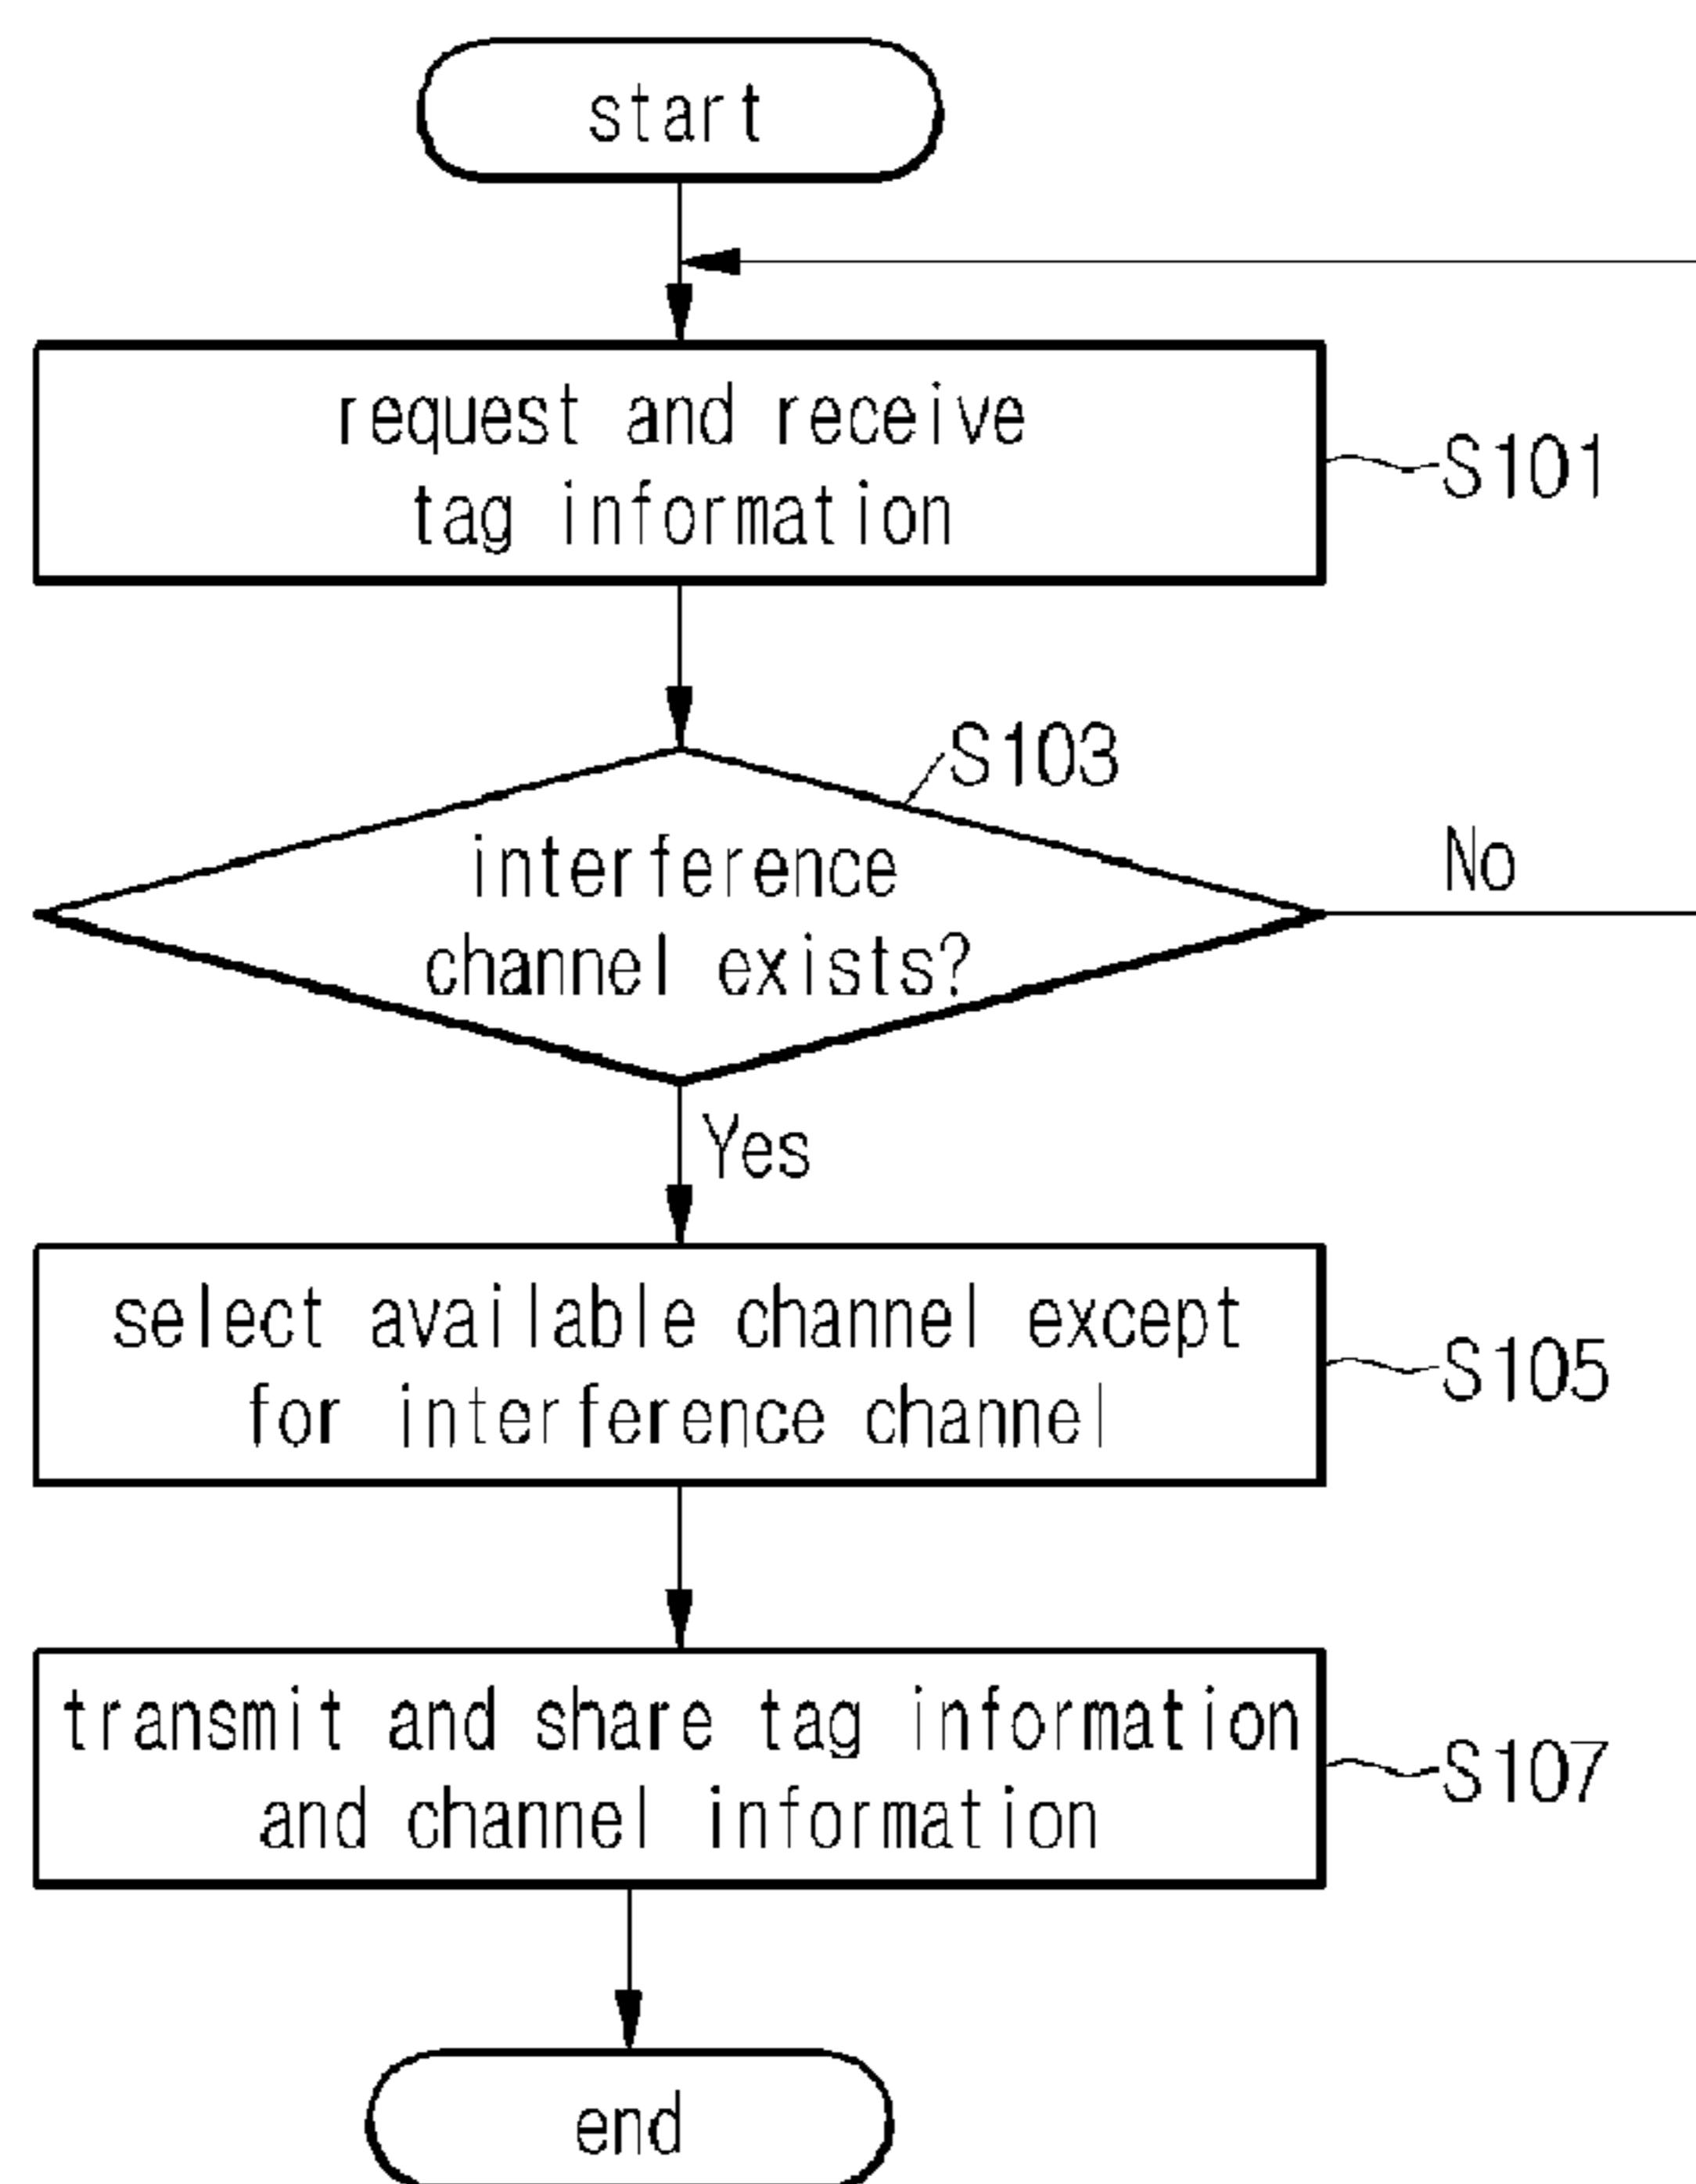 start
request and receive
tag information
S101
S103
interference
channel exists?
No
Yes
select available channel except
for interference channel
S105
transmit and share tag information
and channel information
S107
end